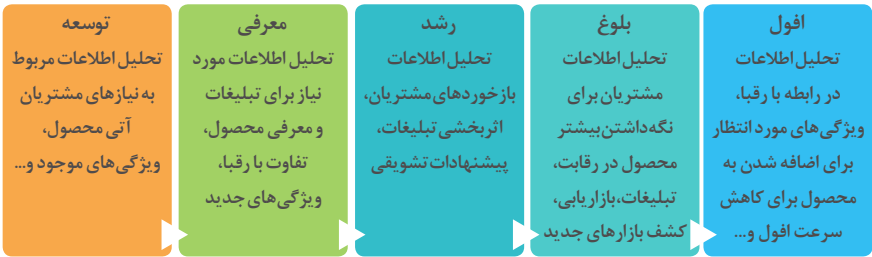 توسعه
تحلیل اطلاعات مربوط
به نیازهای مشتریان
آتی محصول،
ویژگی‌های موجود و...
معرفی
تحلیل اطلاعات مورد
نیاز برای تبلیغات
و معرفی محصول،
تفاوت با رقبا،
ویژگی‌های جدید
رشد
تحلیل اطلاعات
بازخوردهای مشتریان،
اثربخشی تبلیغات،
پیشنهادات تشویقی
بلوغ
تحلیل اطلاعات
مشتریان برای
نگه‌داشتن بیشتر
محصول در رقابت،
تبلیغات، بازاریابی،
کشف بازارهای جدید
افول
تحلیل اطلاعات
در رابطه با رقبا،
ویژگی‌های مورد انتظار
برای اضافه شدن به
محصول برای کاهش
سرعت افول و...